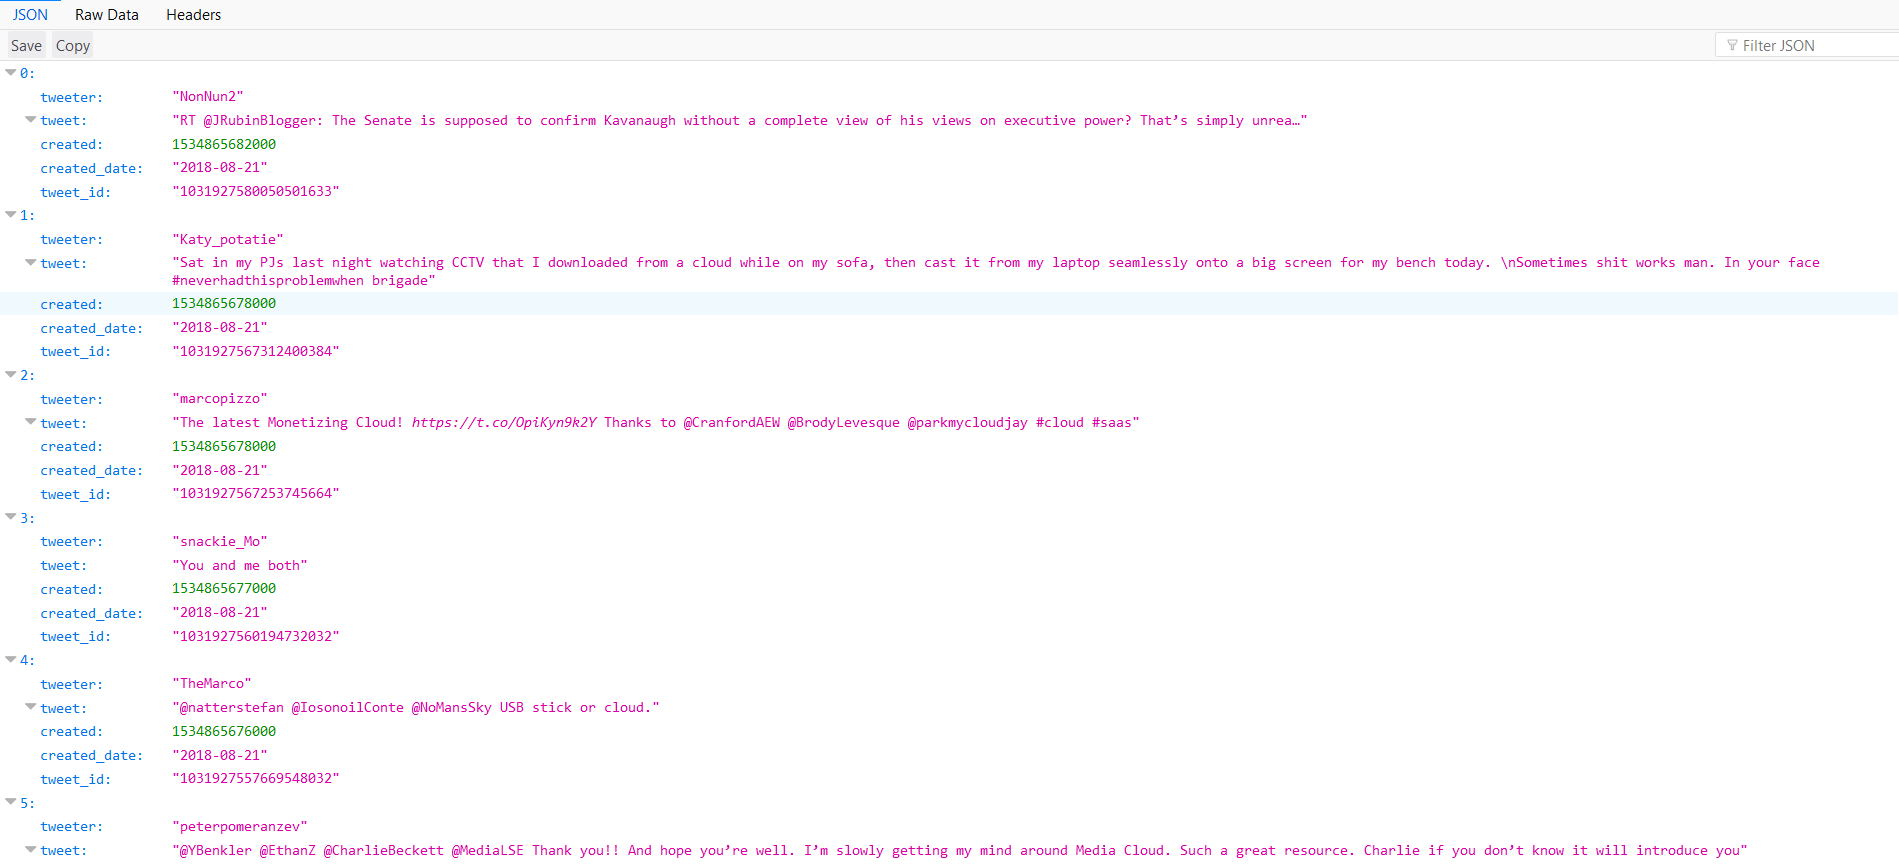 JSON Raw Data Headers
Save Copy Filter JSON
0:
tweeter: "NonNun2"
tweet: "RT @JRubinBlogger: The Senate is supposed to confirm Kavanaugh without a complete view of his views on executive power? That’s simply unrea…"
created: 1534865682000
created_date: "2018-08-21"
tweet_id: "1031927580050501633"
1:
tweeter: "Katy_potatie"
tweet: "Sat in my PJs last night watching CCTV that I downloaded from a cloud while on my sofa, then cast it from my laptop seamlessly onto a big screen for my bench today. \nSometimes shit works man. In your face
#neverhadthisproblemwhen brigade"
created: 1534865678000
created_date: "2018-08-21"
tweet_id: "1031927567312400384"
2:
tweeter: "marcopizzo"
tweet: "The latest Monetizing Cloud! https://t.co/OpiKyn9k2Y Thanks to @CranfordAEW @BrodyLevesque @parkmycloudjay #cloud #saas"
created: 1534865678000
created_date: "2018-08-21"
tweet_id: "1031927567253745664"
3:
tweeter: "snackie_Mo"
tweet: "You and me both"
created: 1534865677000
created_date: "2018-08-21"
tweet_id: "1031927560194732032"
4:
tweeter: "TheMarco"
tweet: "@natterstefan @IosonoilConte @NoMansSky USB stick or cloud."
created: 1534865676000
created_date: "2018-08-21"
tweet_id: "1031927557669548032"
5:
tweeter: "peterpomeranzev"
tweet: "@YBenkler @EthanZ @CharlieBeckett @MediaLSE Thank you!! And hope you’re well. I’m slowly getting my mind around Media Cloud. Such a great resource. Charlie if you don’t know it will introduce you"